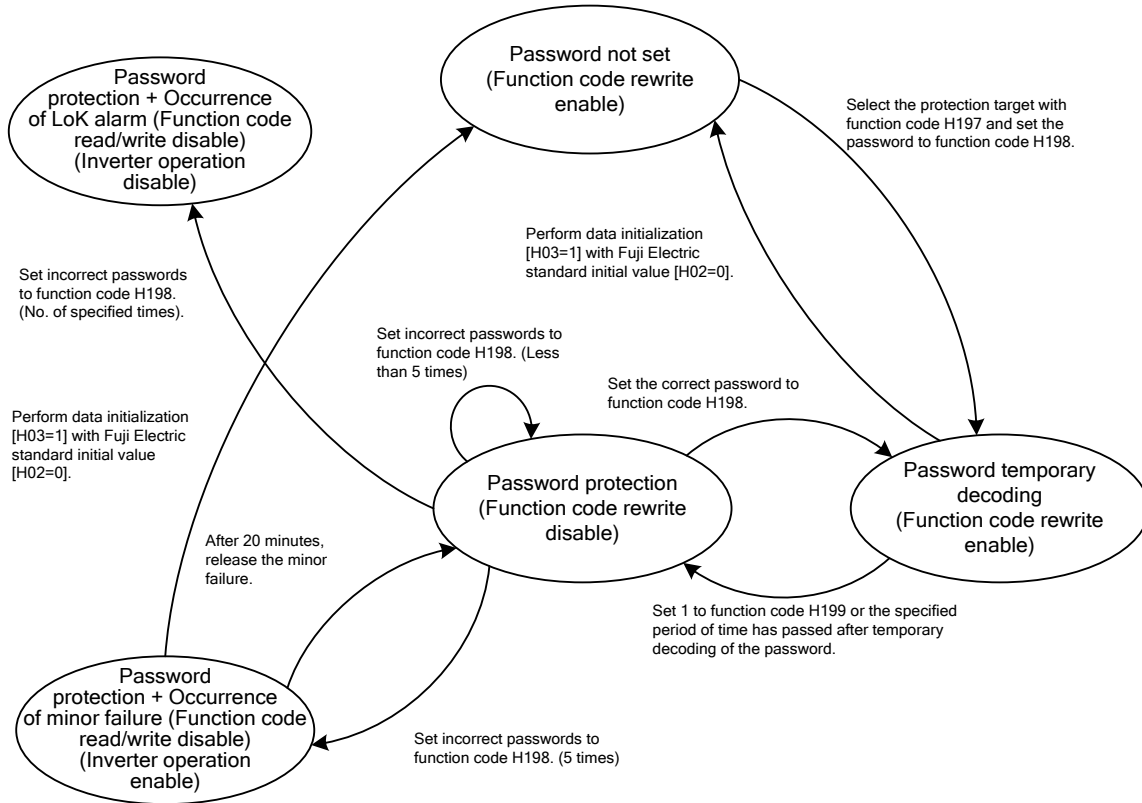 Password not set
(Function code rewrite
enable)
Password
protection + Occurrence
of LoK alarm (Function code
read/write disable)
(Inverter operation
disable)
Select the protection target with
function code H197 and set the
password to function code H198.
Perform data initialization
[H03=1] with Fuji Electric
standard initial value [H02=0].
Set incorrect passwords
to function code H198.
(No. of specified times).
Set incorrect passwords to
function code H198. (Less
than 5 times)
Set the correct password to
function code H198.
Perform data initialization
[H03=1] with Fuji Electric
standard initial value
[H02=0].
Password protection
(Function code rewrite
disable)
Password temporary
decoding
(Function code rewrite
enable)
After 20 minutes,
release the minor
failure.
Set 1 to function code H199 or the specified
period of time has passed after temporary
decoding of the password.
Password
protection + Occurrence
of minor failure (Function code
read/write disable)
(Inverter operation
enable)
Set incorrect passwords to
function code H198. (5 times)